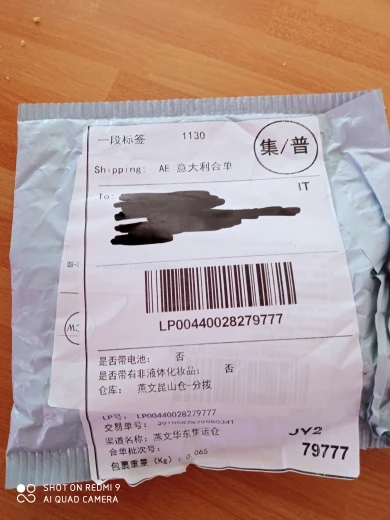 一段标签 1130
集/普
Shipping: AE 意大利合单
To:
IT
LP00440028279777
是否带电池: 否
是否带有非液体化妆品: 否
仓库: 燕文昆山仓-分拨
LP号: LP00440028279777
交易单号:
渠道名称: 燕文华东集运仓
合单批次号:
包裹重量 (Kg): 0.065
JY2
79777
SHOT ON REDMI 9
AI QUAD CAMERA